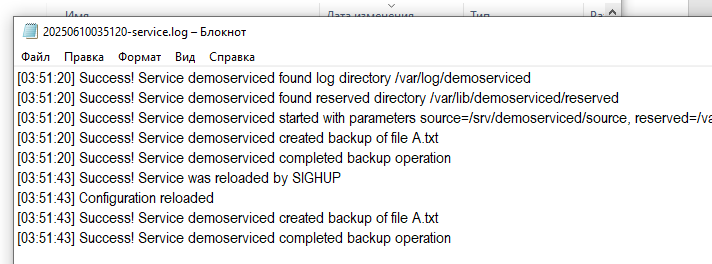 Имя Дата изменения Тип
20250610035120-service.log – Блокнот
Файл Правка Формат Вид Справка
[03:51:20] Success! Service demoserviced found log directory /var/log/demoserviced
[03:51:20] Success! Service demoserviced found reserved directory /var/lib/demoserviced/reserved
[03:51:20] Success! Service demoserviced started with parameters source=/srv/demoserviced/source, reserved=/va
[03:51:20] Success! Service demoserviced created backup of file A.txt
[03:51:20] Success! Service demoserviced completed backup operation
[03:51:43] Success! Service was reloaded by SIGHUP
[03:51:43] Configuration reloaded
[03:51:43] Success! Service demoserviced created backup of file A.txt
[03:51:43] Success! Service demoserviced completed backup operation